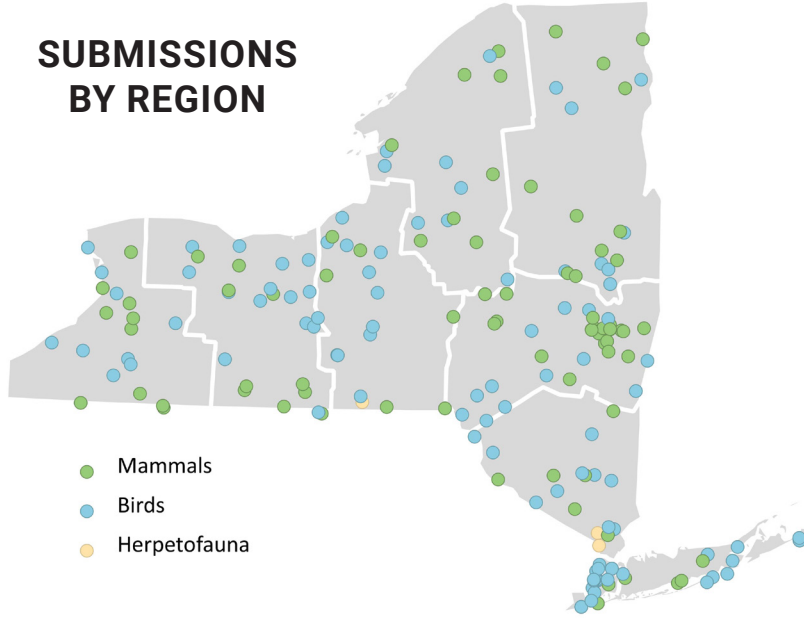 SUBMISSIONS
BY REGION
Mammals
Birds
Herpetofauna